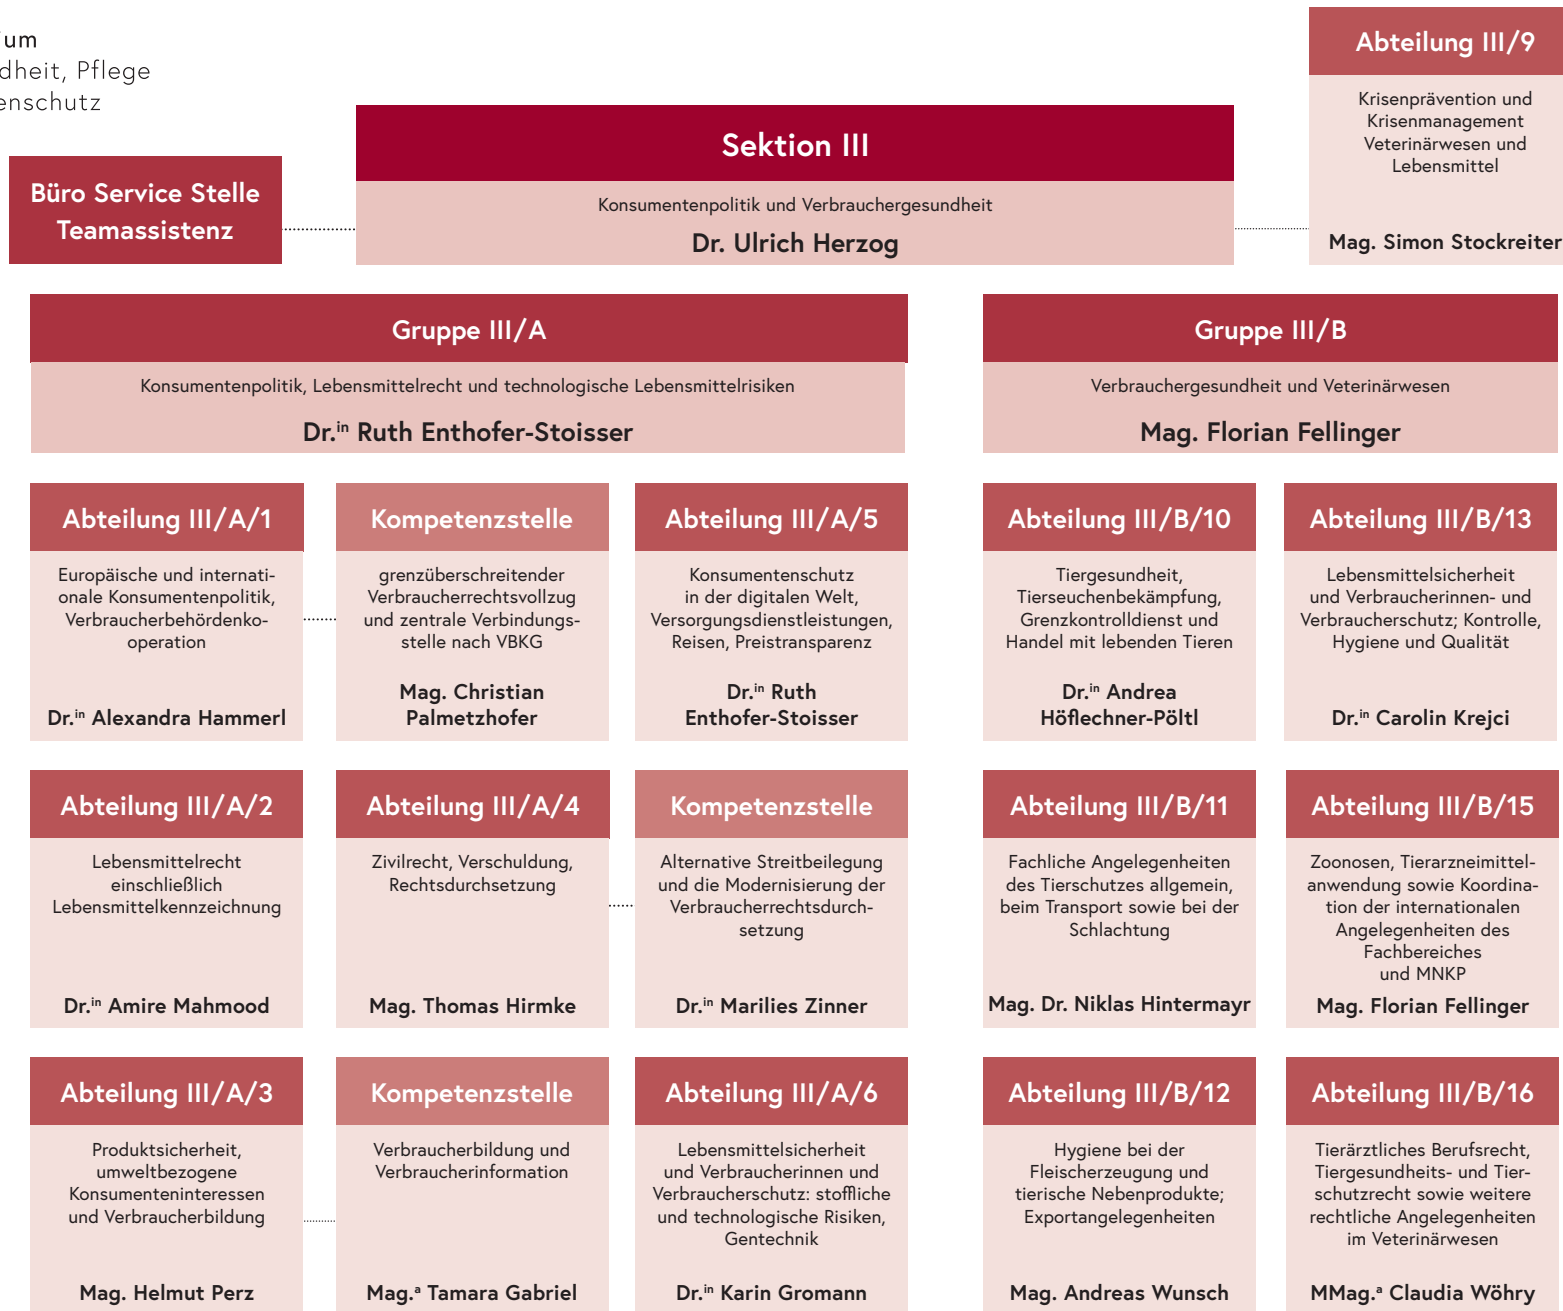 ium
dheit, Pflege
enschutz
Abteilung III/9
Krisenprävention und
Krisenmanagement
Veterinärwesen und
Lebensmittel
Mag. Simon Stockreiter
Sektion III
Konsumentenpolitik und Verbrauchergesundheit
Dr. Ulrich Herzog
Büro Service Stelle
Teamassistenz
Gruppe III/A
Konsumentenpolitik, Lebensmittelrecht und technologische Lebensmittelrisiken
Dr.in Ruth Enthofer-Stoisser
Gruppe III/B
Verbrauchergesundheit und Veterinärwesen
Mag. Florian Fellinger
Abteilung III/A/1
Europäische und internati-
onale Konsumentenpolitik,
Verbraucherbehördenko-
operation
Dr.in Alexandra Hammerl
Kompetenzstelle
grenzüberschreitender
Verbraucherrechtsvollzug
und zentrale Verbindungs-
stelle nach VBKG
Mag. Christian
Palmetzhofer
Abteilung III/A/5
Konsumentenschutz
in der digitalen Welt,
Versorgungsdienstleistungen,
Reisen, Preistransparenz
Dr.in Ruth
Enthofer-Stoisser
Abteilung III/B/10
Tiergesundheit,
Tierseuchenbekämpfung,
Grenzkontrolldienst und
Handel mit lebenden Tieren
Dr.in Andrea
Höflechner-Pöltl
Abteilung III/B/13
Lebensmittelsicherheit
und Verbraucherinnen- und
Verbraucherschutz; Kontrolle,
Hygiene und Qualität
Dr.in Carolin Krejci
Abteilung III/A/2
Lebensmittelrecht
einschließlich
Lebensmittelkennzeichnung
Dr.in Amire Mahmood
Abteilung III/A/4
Zivilrecht, Verschuldung,
Rechtsdurchsetzung
Mag. Thomas Hirmke
Kompetenzstelle
Alternative Streitbeilegung
und die Modernisierung der
Verbraucherrechtsdurch-
setzung
Dr.in Marilies Zinner
Abteilung III/B/11
Fachliche Angelegenheiten
des Tierschutzes allgemein,
beim Transport sowie bei der
Schlachtung
Mag. Dr. Niklas Hintermayr
Abteilung III/B/15
Zoonosen, Tierarzneimittel-
anwendung sowie Koordina-
tion der internationalen
Angelegenheiten des
Fachbereiches
und MNKP
Mag. Florian Fellinger
Abteilung III/A/3
Produktsicherheit,
umweltbezogene
Konsumenteninteressen
und Verbraucherbildung
Mag. Helmut Perz
Kompetenzstelle
Verbraucherbildung und
Verbraucherinformation
Mag.a Tamara Gabriel
Abteilung III/A/6
Lebensmittelsicherheit
und Verbraucherinnen und
Verbraucherschutz: stoffliche
und technologische Risiken,
Gentechnik
Dr.in Karin Gromann
Abteilung III/B/12
Hygiene bei der
Fleischerzeugung und
tierische Nebenprodukte;
Exportangelegenheiten
Mag. Andreas Wunsch
Abteilung III/B/16
Tierärztliches Berufsrecht,
Tiergesundheits- und Tier-
schutzrecht sowie weitere
rechtliche Angelegenheiten
im Veterinärwesen
MMag.a Claudia Wöhry